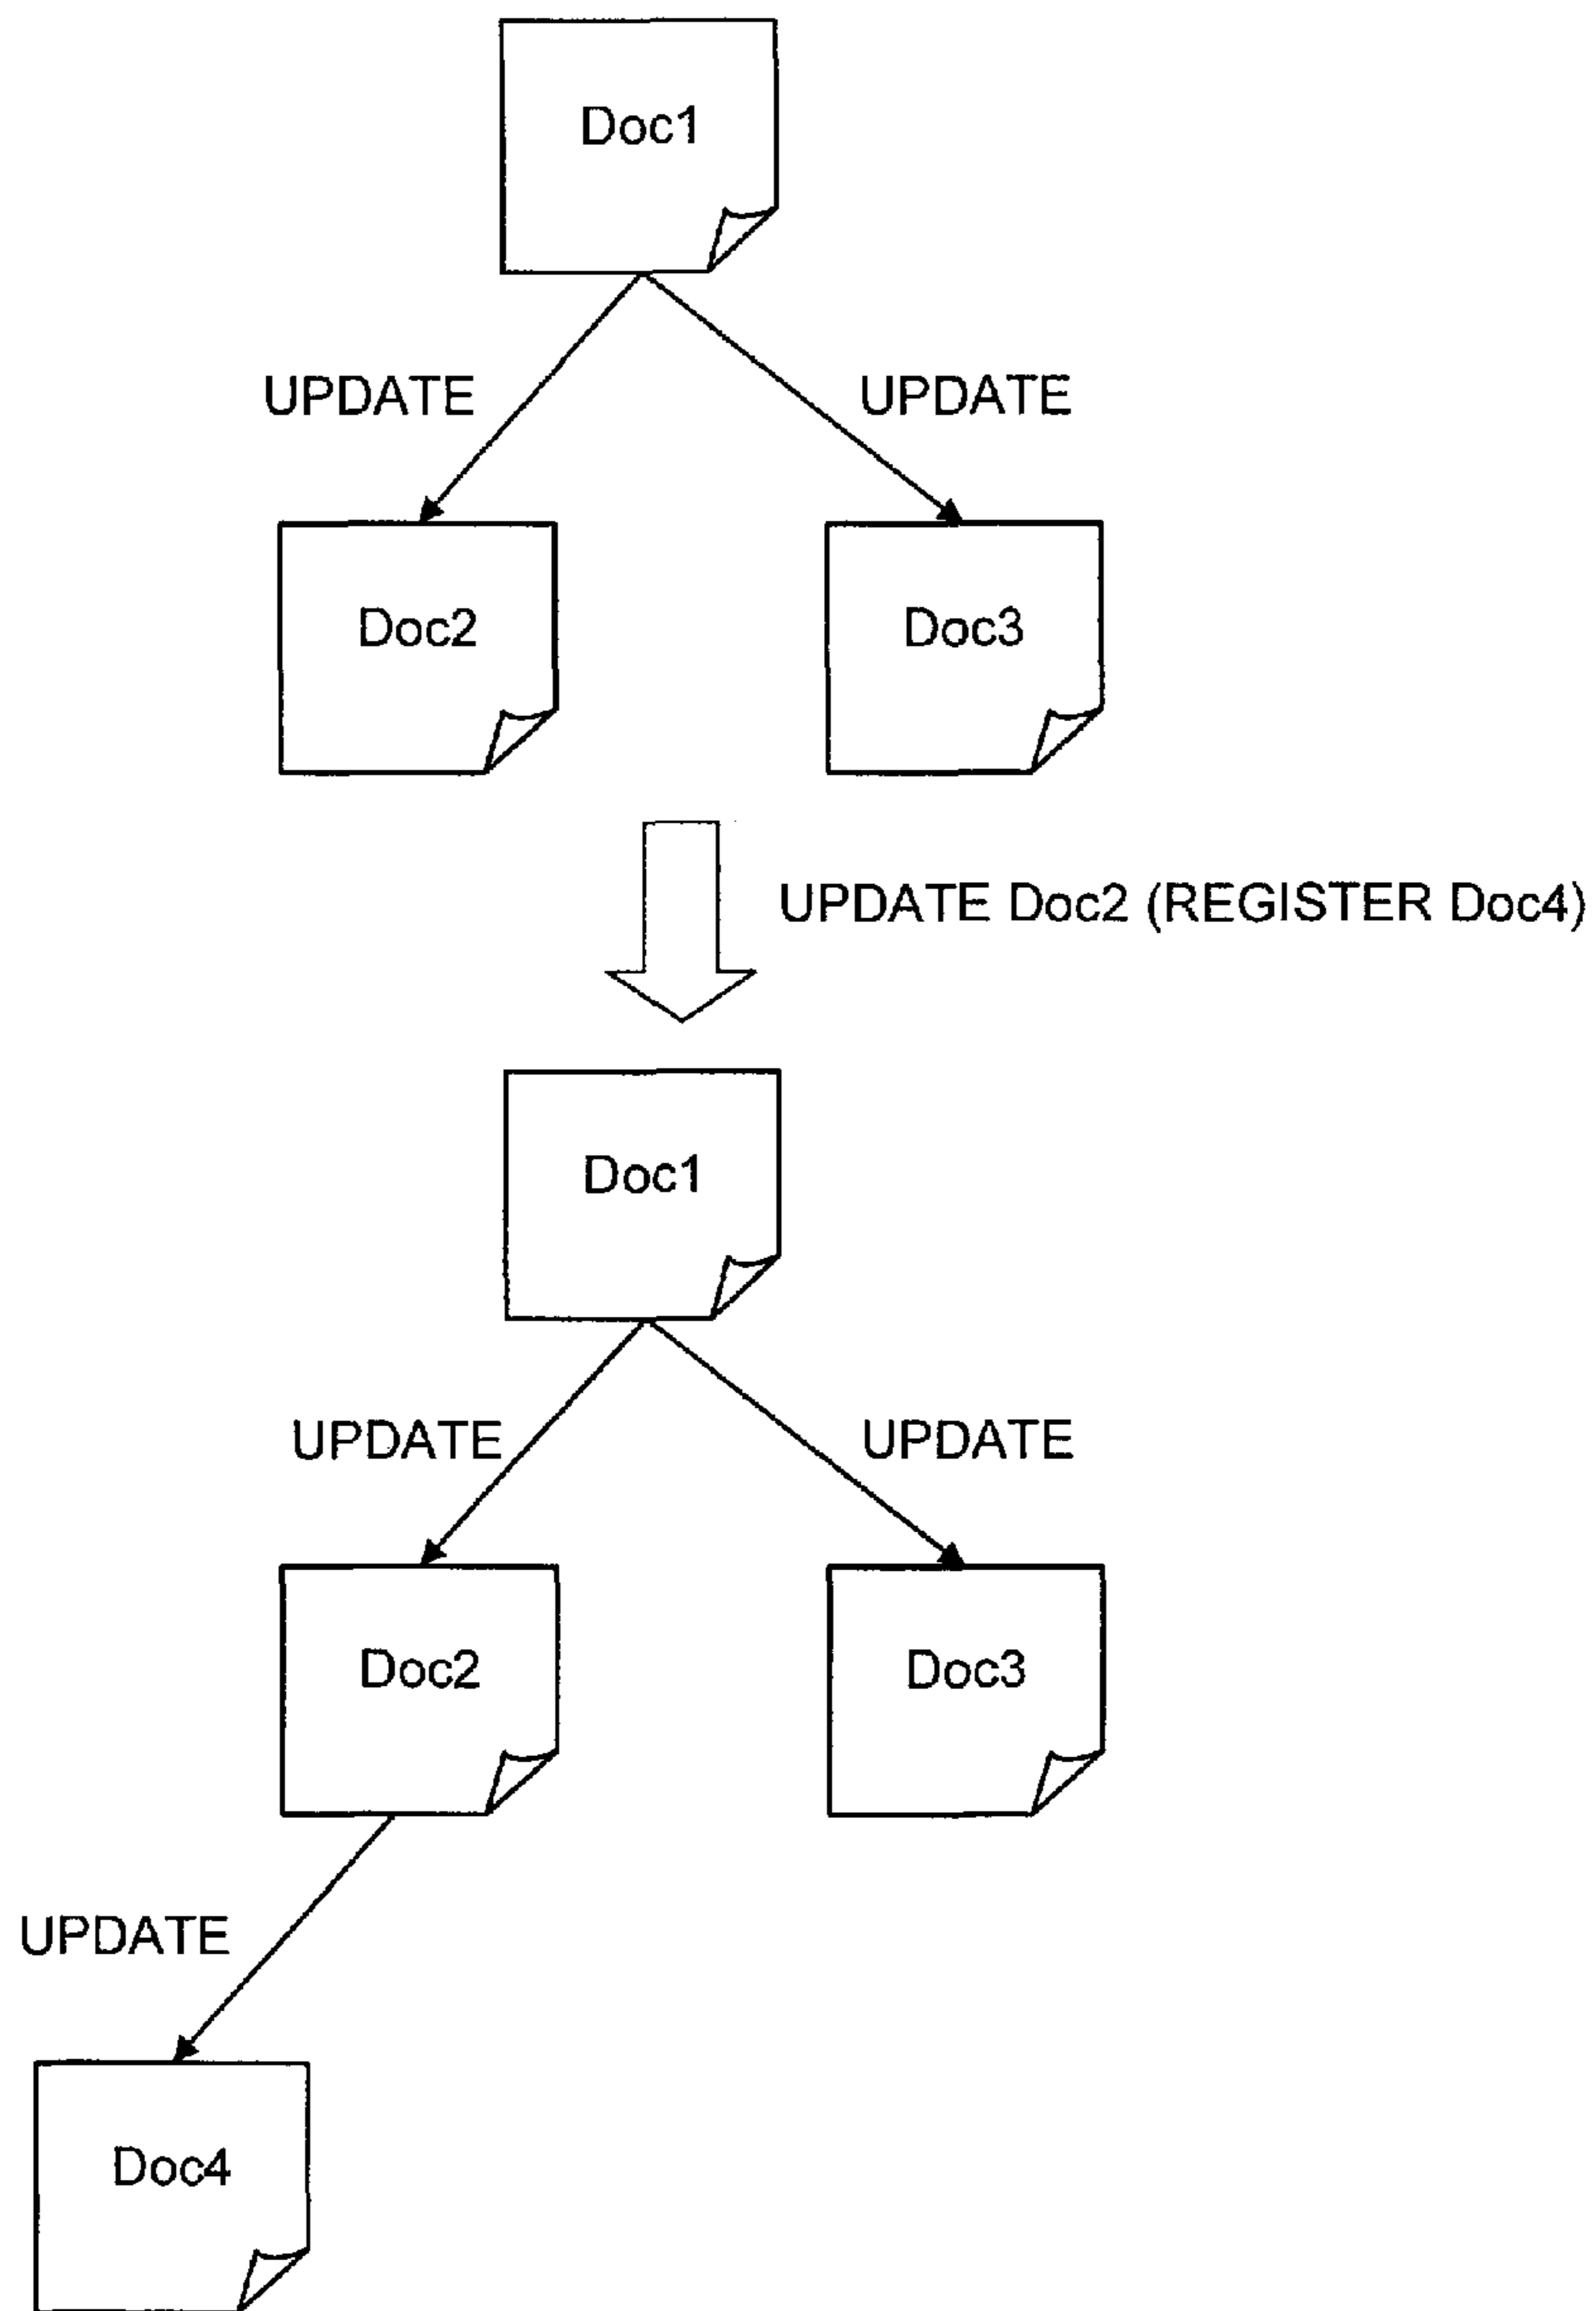 Doc1
UPDATE UPDATE
Doc2 Doc3
UPDATE Doc2 (REGISTER Doc4)
Doc1
UPDATE UPDATE
Doc2 Doc3
UPDATE
Doc4